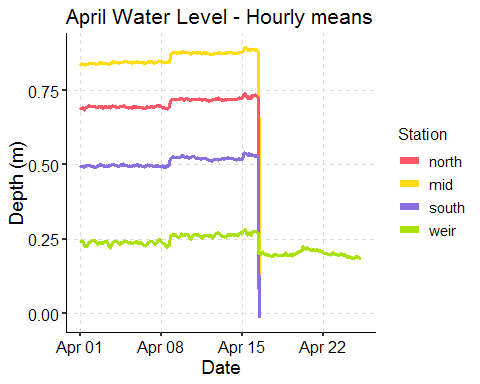 April Water Level - Hourly means
Depth (m)
0.75
0.50
0.25
0.00
Apr 01 Apr 08 Apr 15 Apr 22
Date
Station
north
mid
south
weir